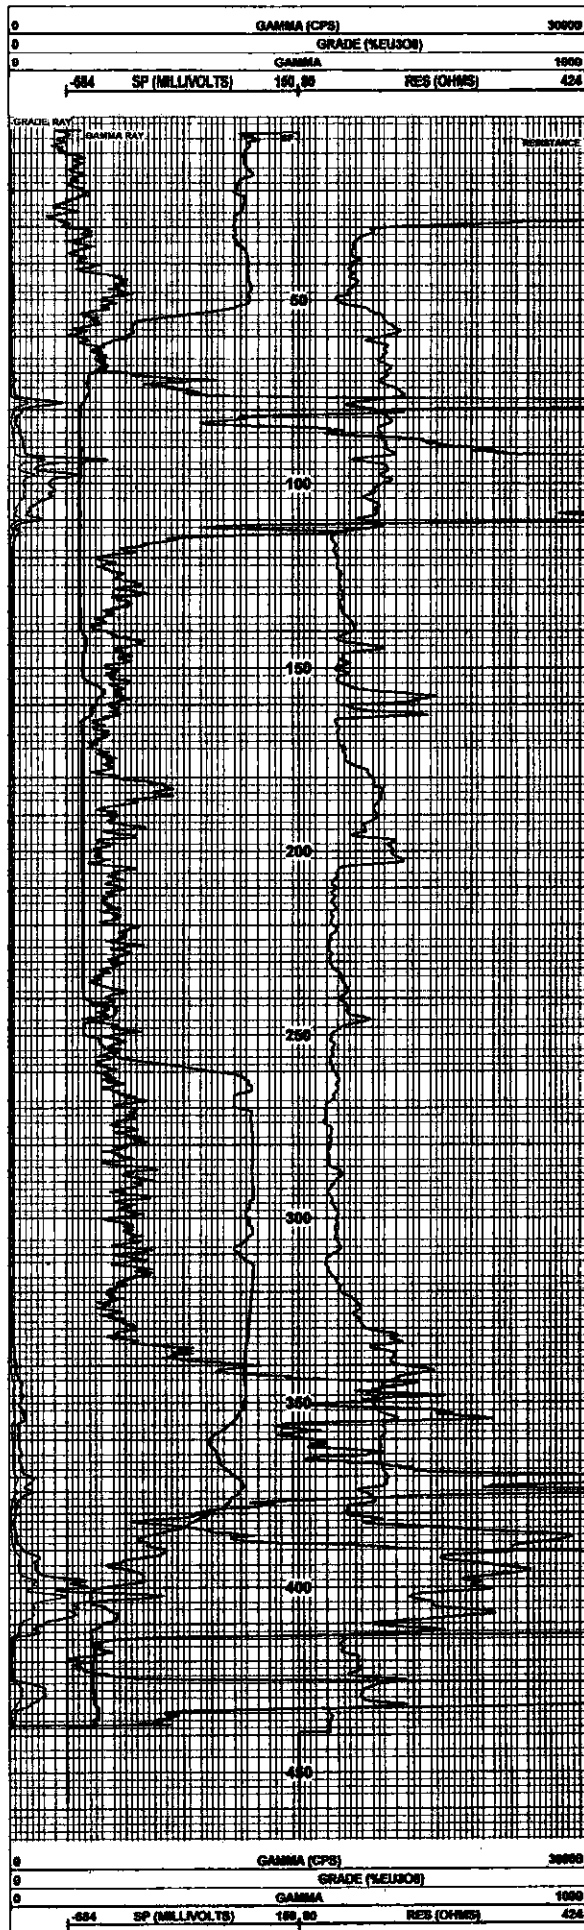 0 GAMMA (CPS) 30000
0 GRADE (%EU3O8)
0 GAMMA 1000
-684 SP (MILLIVOLTS) 150 80 RES (OHMS) 424
GRADE RAY
GAMMA RAY SP RESISTANCE
50
100
150
200
250
300
350
400
450
0 GAMMA (CPS) 30000
0 GRADE (%EU3O8)
0 GAMMA 1000
-684 SP (MILLIVOLTS) 150 80 RES (OHMS) 424